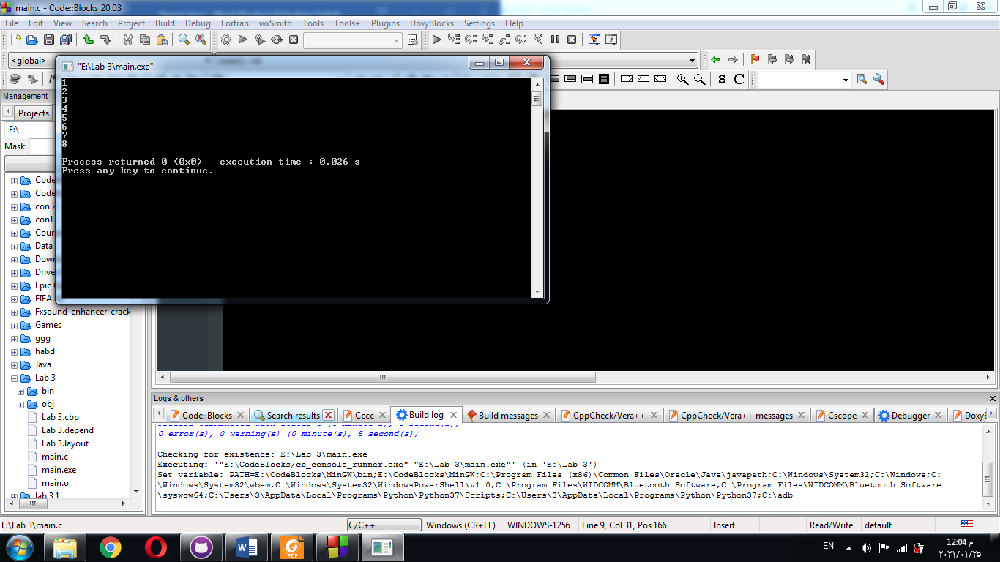 main.c - Code::Blocks 20.03
File Edit View Search Project Build Debug Fortran wxSmith Tools Tools+ Plugins DoxyBlocks Settings Help
<global>
"E:\Lab 3\main.exe"
S C
1
2
3
4
5
6
7
8
Process returned 0 (0x0) execution time : 0.026 s
Press any key to continue.
Management
Projects
E:\
Mask:
Code
Code
con 2
con1
Cour
Data
Down
Drive
Epic
FIFA
Fxsound-enhancer-crack
Games
ggg
habd
Java
Lab 3
bin
obj
Lab 3.cbp
Lab 3.depend
Lab 3.layout
main.c
main.exe
main.o
lab 3.1
Logs & others
Code::Blocks Search results Cccc Build log Build messages CppCheck/Vera++ CppCheck/Vera++ messages Cscope Debugger DoxyB
0 error(s), 0 warning(s) (0 minute(s), 5 second(s))
Checking for existence: E:\Lab 3\main.exe
Executing: '"E:\CodeBlocks/cb_console_runner.exe" "E:\Lab 3\main.exe"' (in 'E:\Lab 3')
Set variable: PATH=E:\CodeBlocks\MinGW\bin;E:\CodeBlocks\MinGW;C:\Program Files (x86)\Common Files\Oracle\Java\javapath;C:\Windows\System32;C:\Windows;C:
\Windows\System32\wbem;C:\Windows\System32\WindowsPowerShell\v1.0;C:\Program Files\WIDCOMM\Bluetooth Software;C:\Program Files\WIDCOMM\Bluetooth Software
\syswow64;C:\Users\3\AppData\Local\Programs\Python\Python37\Scripts;C:\Users\3\AppData\Local\Programs\Python\Python37;C:\adb
E:\Lab 3\main.c C/C++ Windows (CR+LF) WINDOWS-1256 Line 9, Col 31, Pos 166 Insert Read/Write default
PDF
EN
12:04 م
٢٠٢١/٠١/٢٥